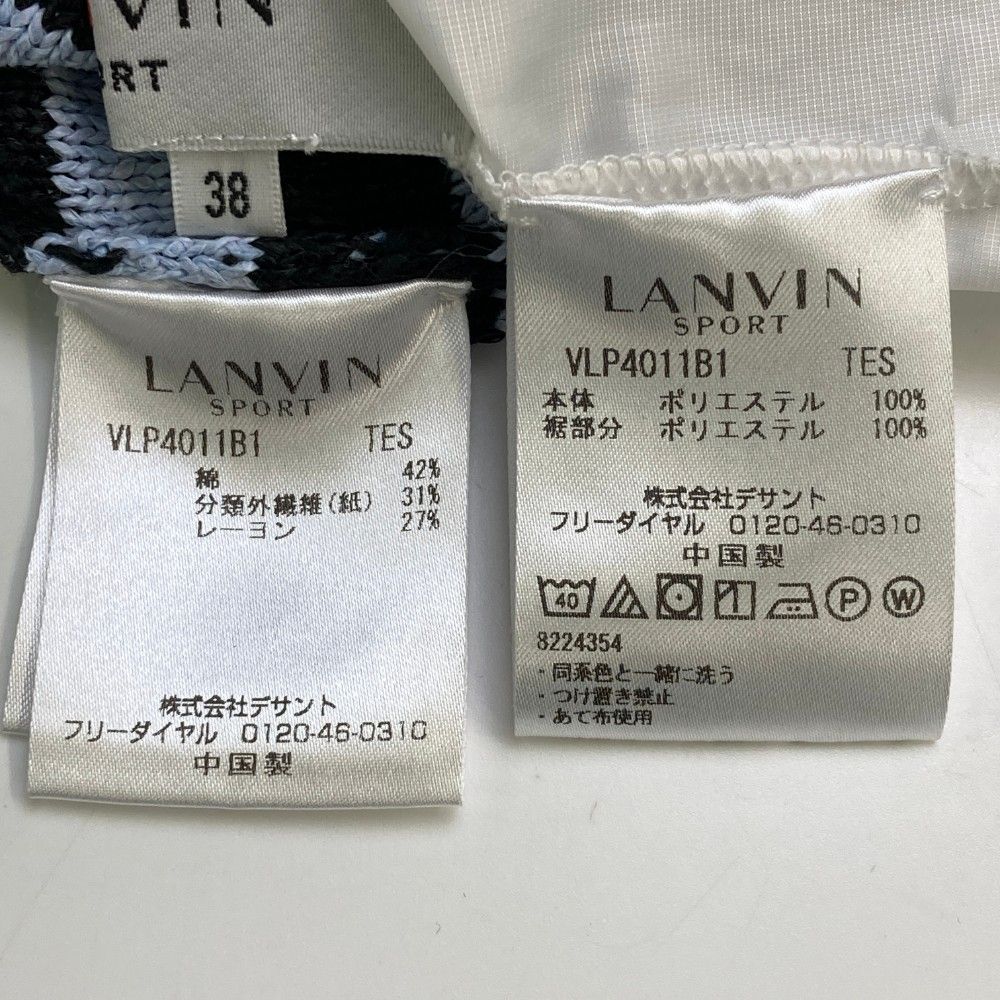 VIN
ORT
38
LANVIN
SPORT
VLP4011B1 TES
綿 42%
分類外繊維(紙) 31%
レーヨン 27%
株式会社デサント
フリーダイヤル 0120-46-0310
中国製
LANVIN
SPORT
VLP4011B1 TES
本体 ポリエステル 100%
裾部分 ポリエステル 100%
株式会社デサント
フリーダイヤル 0120-46-0310
中国製
40 P W
8224354
・同系色と一緒に洗う
・つけ置き禁止
・あて布使用